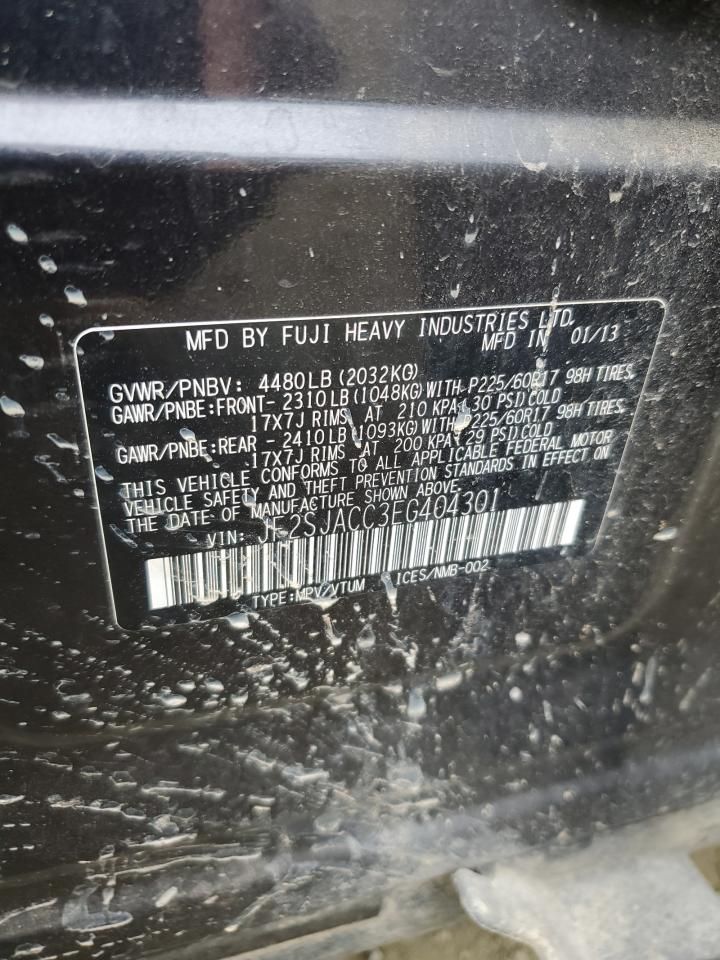 MFD BY FUJI HEAVY INDUSTRIES LTD.
MFD IN 01/13
GVWR/PNBV: 4480LB (2032KG)
GAWR/PNBE:FRONT- 2310LB (1048KG) WITH P225/60R17 98H TIRES,
17X7J RIMS, AT 210 KPA (30 PSI) COLD
GAWR/PNBE:REAR - 2410LB (1093KG) WITH P225/60R17 98H TIRES,
17X7J RIMS, AT 200 KPA (29 PSI) COLD
THIS VEHICLE CONFORMS TO ALL APPLICABLE FEDERAL MOTOR
VEHICLE SAFETY AND THEFT PREVENTION STANDARDS IN EFFECT ON
THE DATE OF MANUFACTURE SHOWN ABOVE.
VIN: JF2SJACC3EG404301
TYPE:MPV/VTUM ICES/NMB-002